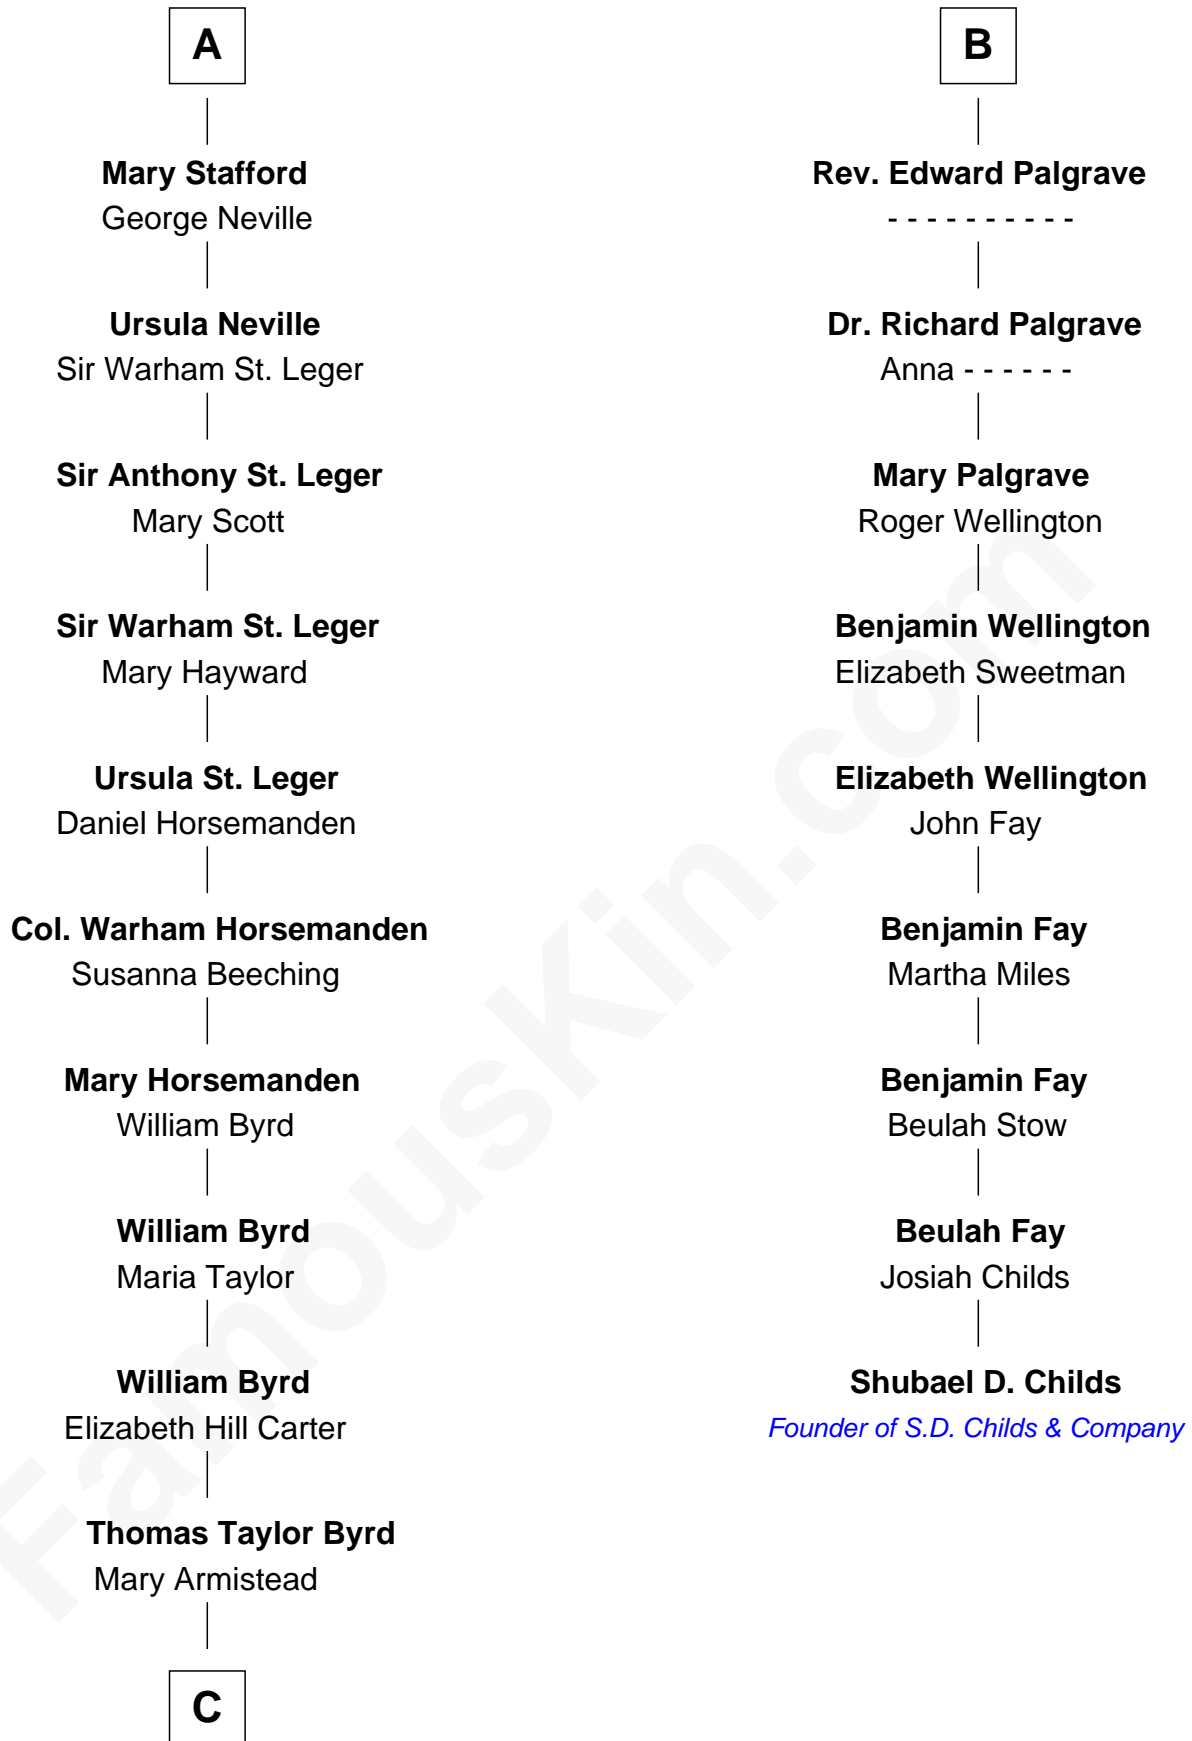 A
Mary Stafford
George Neville
Ursula Neville
Sir Warham St. Leger
Sir Anthony St. Leger
Mary Scott
Sir Warham St. Leger
Mary Hayward
Ursula St. Leger
Daniel Horsemanden
Col. Warham Horsemanden
Susanna Beeching
Mary Horsemanden
William Byrd
William Byrd
Maria Taylor
William Byrd
Elizabeth Hill Carter
Thomas Taylor Byrd
Mary Armistead
C
B
Rev. Edward Palgrave
- - - - - - - - - -
Dr. Richard Palgrave
Anna - - - - - -
Mary Palgrave
Roger Wellington
Benjamin Wellington
Elizabeth Sweetman
Elizabeth Wellington
John Fay
Benjamin Fay
Martha Miles
Benjamin Fay
Beulah Stow
Beulah Fay
Josiah Childs
Shubael D. Childs
Founder of S.D. Childs & Company
FamousKin.com